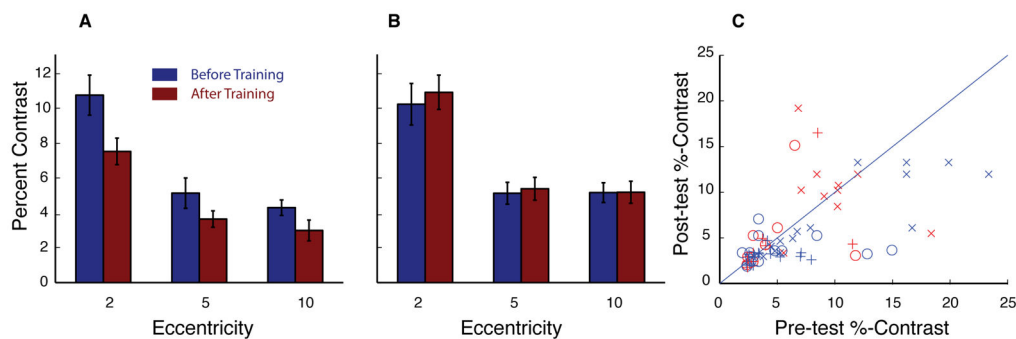 A
B
C
Percent Contrast
12
10
8
6
4
2
0
Before Training
After Training
2
5
10
Eccentricity
2
5
10
Eccentricity
Post-test %-Contrast
25
20
15
10
5
0
0
5
10
15
20
25
Pre-test %-Contrast